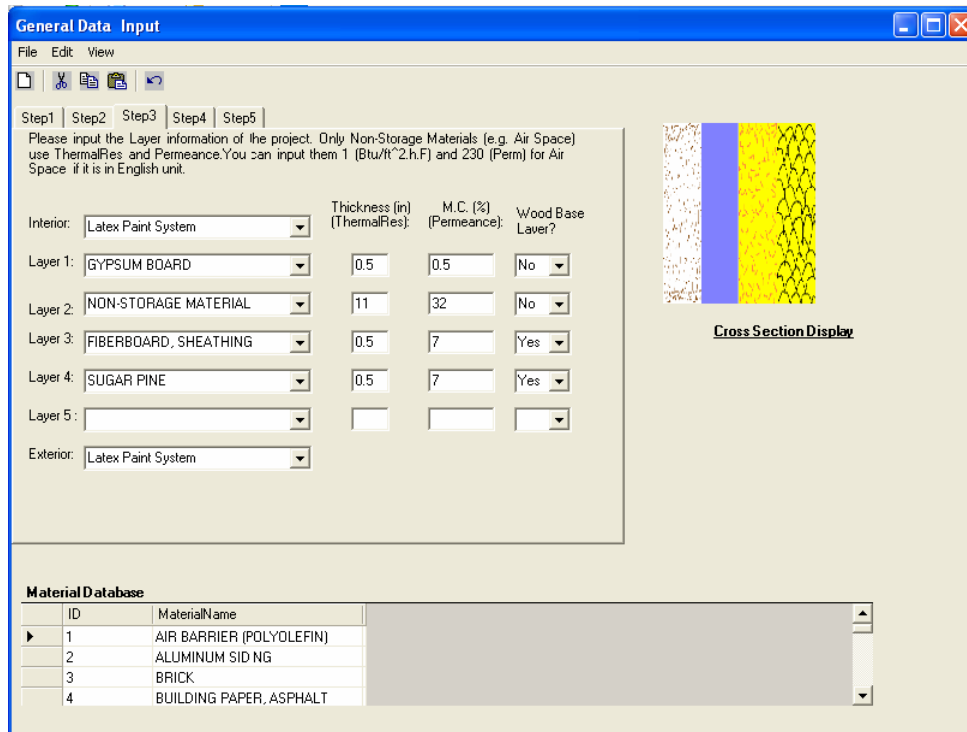 General Data Input
File Edit View
Step1 Step2 Step3 Step4 Step5
Please input the Layer information of the project. Only Non-Storage Materials (e.g. Air Space)
use ThermalRes and Permeance.You can input them 1 (Btu/ft^2.h.F) and 230 (Perm) for Air
Space if it is in English unit.
Thickness (in) M.C. (%) Wood Base
(ThermalRes): (Permeance): Layer?
Interior: Latex Paint System
Layer 1: GYPSUM BOARD 0.5 0.5 No
Layer 2: NON-STORAGE MATERIAL 11 32 No
Layer 3: FIBERBOARD, SHEATHING 0.5 7 Yes
Layer 4: SUGAR PINE 0.5 7 Yes
Layer 5 :
Exterior: Latex Paint System
Cross Section Display
Material Database
ID MaterialName
1 AIR BARRIER (POLYOLEFIN)
2 ALUMINUM SID NG
3 BRICK
4 BUILDING PAPER, ASPHALT